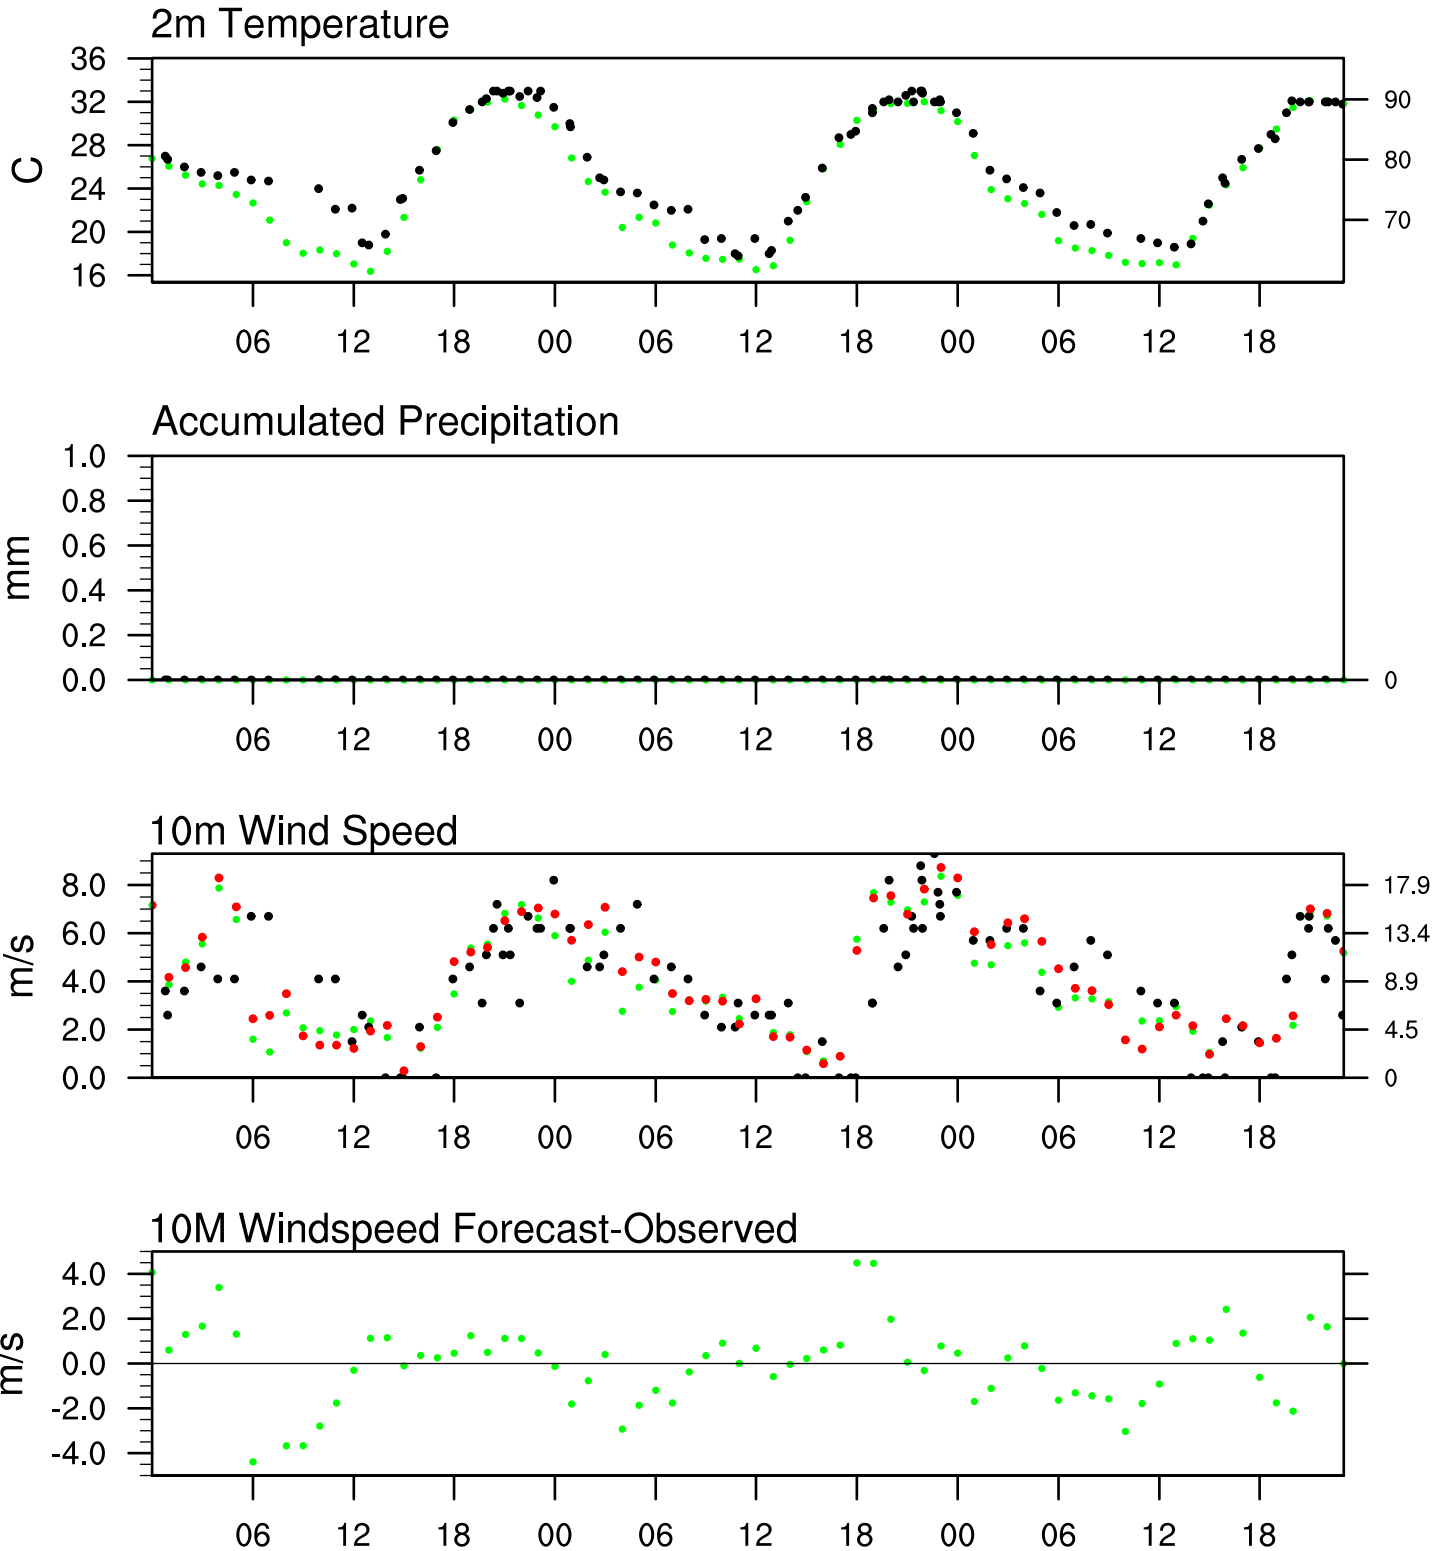 2m Temperature
36
32
28
24
20
16
C
90
80
70
06 12 18 00 06 12 18 00 06 12 18
Accumulated Precipitation
1.0
0.8
0.6
0.4
0.2
0.0
mm
0
06 12 18 00 06 12 18 00 06 12 18
10m Wind Speed
8.0
6.0
4.0
2.0
0.0
m/s
17.9
13.4
8.9
4.5
0
06 12 18 00 06 12 18 00 06 12 18
10M Windspeed Forecast-Observed
4.0
2.0
0.0
-2.0
-4.0
m/s
06 12 18 00 06 12 18 00 06 12 18